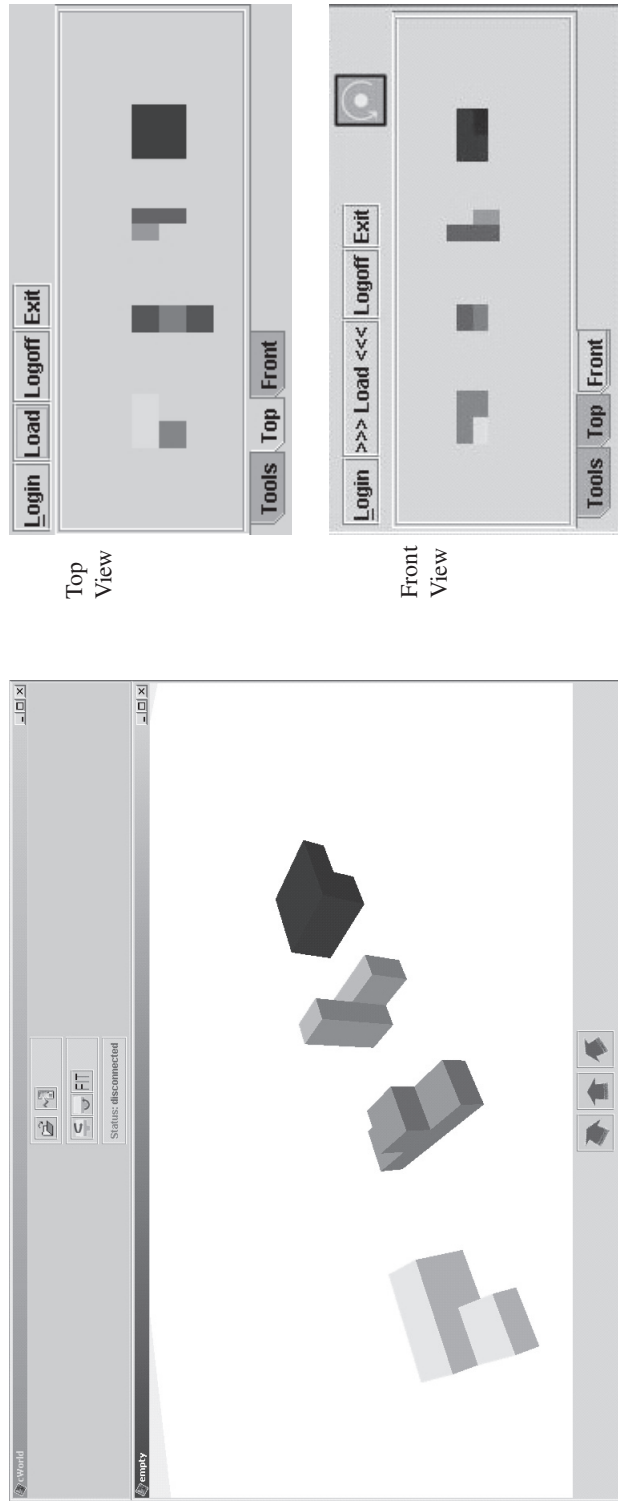 cWorld
FIT
Status: disconnected
empty
Top
View
Login Load Logoff Exit
Tools Top Front
Front
View
Login >>> Load <<< Logoff Exit
Tools Top Front